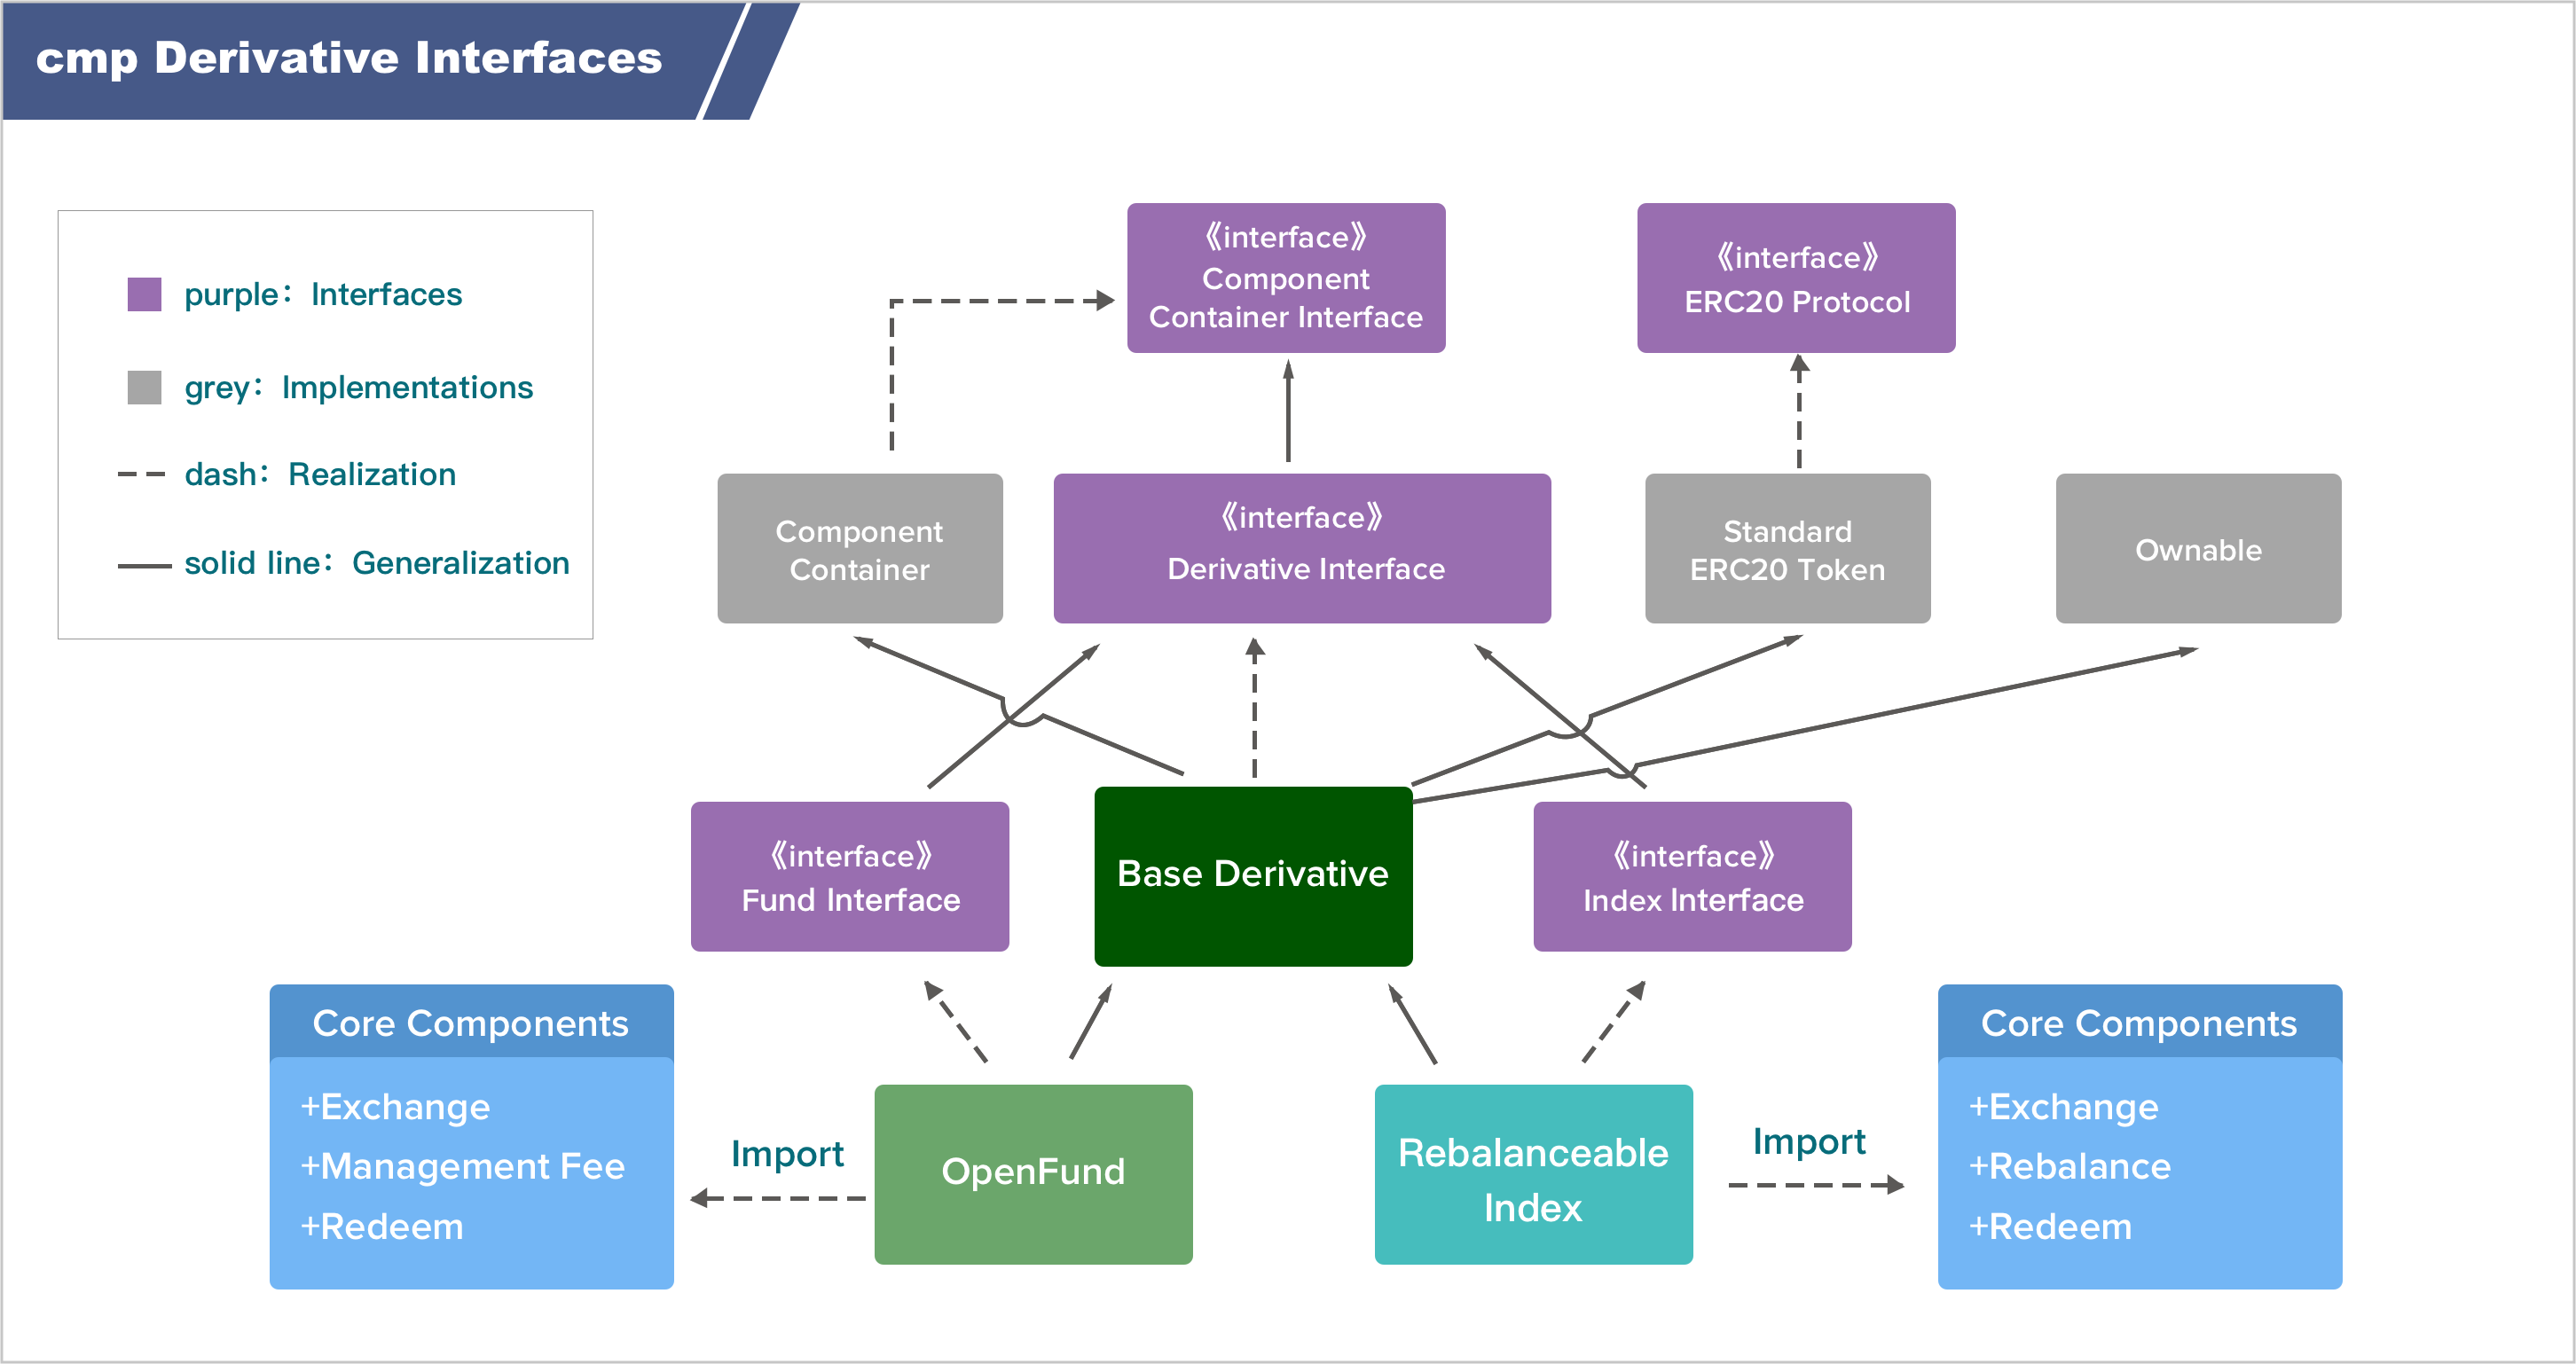 cmp Derivative Interfaces
purple： Interfaces
grey： Implementations
dash： Realization
solid line： Generalization
《interface》
Component
Container Interface
《interface》
ERC20 Protocol
Component
Container
《interface》
Derivative Interface
Standard
ERC20 Token
Ownable
《interface》
Fund Interface
Base Derivative
《interface》
Index Interface
Core Components
+Exchange
+Management Fee
+Redeem
Import
OpenFund
Rebalanceable
Index
Import
Core Components
+Exchange
+Rebalance
+Redeem